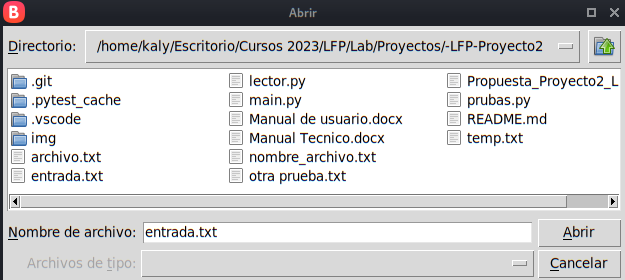 B
Abrir
Directorio: /home/kaly/Escritorio/Cursos 2023/LFP/Lab/Proyectos/-LFP-Proyecto2
.git
.pytest_cache
.vscode
img
archivo.txt
entrada.txt
lector.py
main.py
Manual de usuario.docx
Manual Tecnico.docx
nombre_archivo.txt
otra prueba.txt
Propuesta_Proyecto2_L
prubas.py
README.md
temp.txt
Nombre de archivo: entrada.txt Abrir
Archivos de tipo: Cancelar